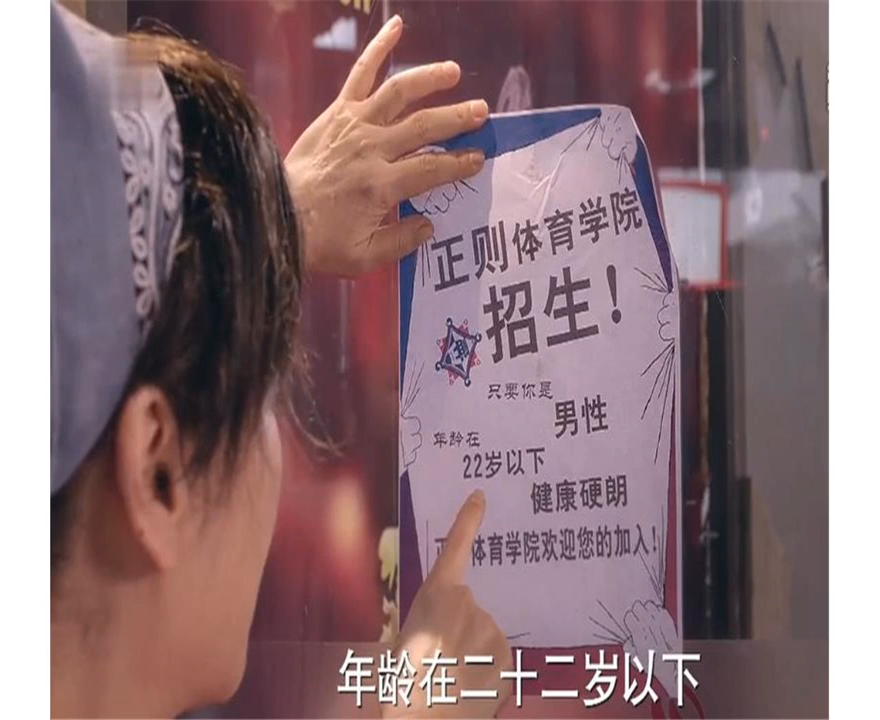 正则体育学院
招生！
只要你是
男性
年龄在
22岁以下
健康硬朗
正 体育学院欢迎您的加入！
年龄在二十二岁以下